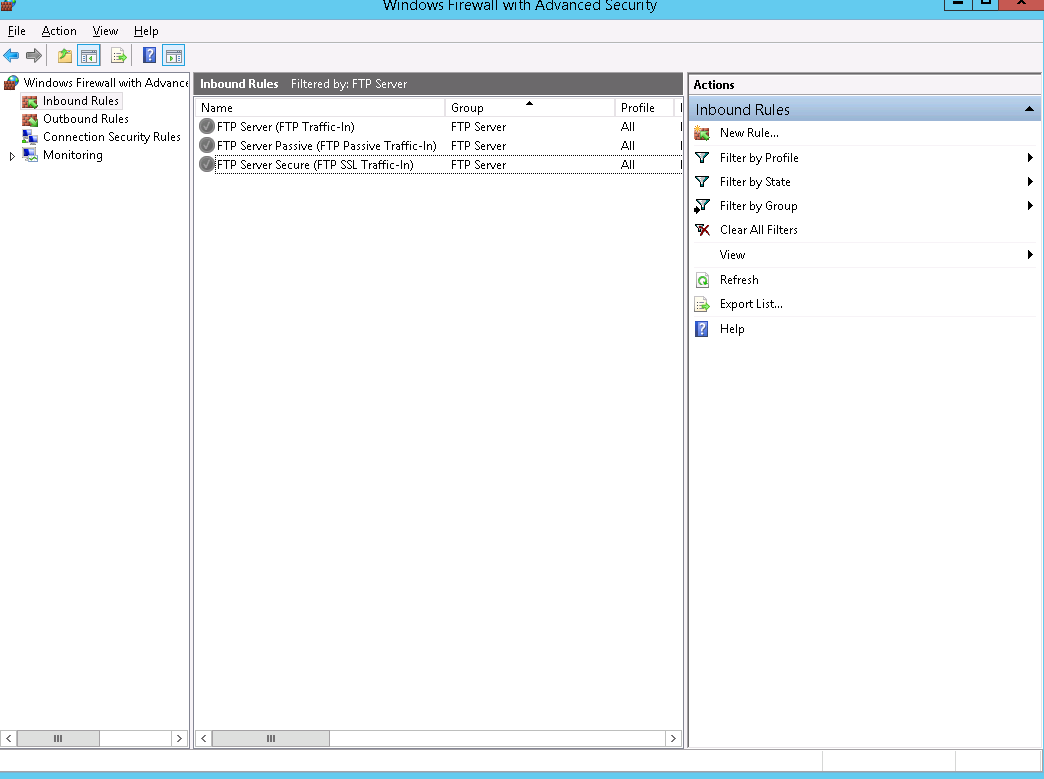 Windows Firewall with Advanced Security
File Action View Help
Windows Firewall with Advance
Inbound Rules
Outbound Rules
Connection Security Rules
Monitoring
Inbound Rules Filtered by: FTP Server
Name Group Profile
FTP Server (FTP Traffic-In) FTP Server All
FTP Server Passive (FTP Passive Traffic-In) FTP Server All
FTP Server Secure (FTP SSL Traffic-In) FTP Server All
Actions
Inbound Rules
New Rule...
Filter by Profile
Filter by State
Filter by Group
Clear All Filters
View
Refresh
Export List...
Help